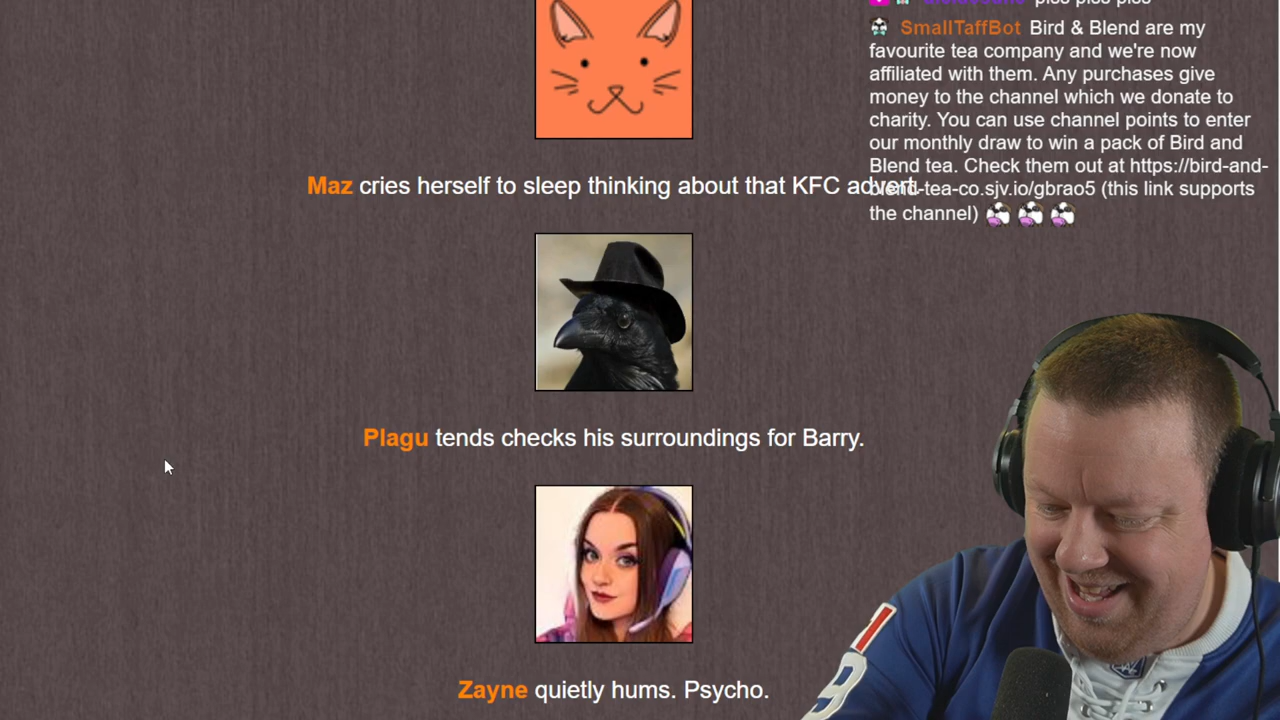 SmallTaffBot Bird & Blend are my
favourite tea company and we're now
affiliated with them. Any purchases give
money to the channel which we donate to
charity. You can use channel points to enter
our monthly draw to win a pack of Bird and
Blend tea. Check them out at https://bird-and-
blend-tea-co.sjv.io/gbrao5 (this link supports
the channel)
Maz cries herself to sleep thinking about that KFC advert.
Plagu tends checks his surroundings for Barry.
Zayne quietly hums. Psycho.